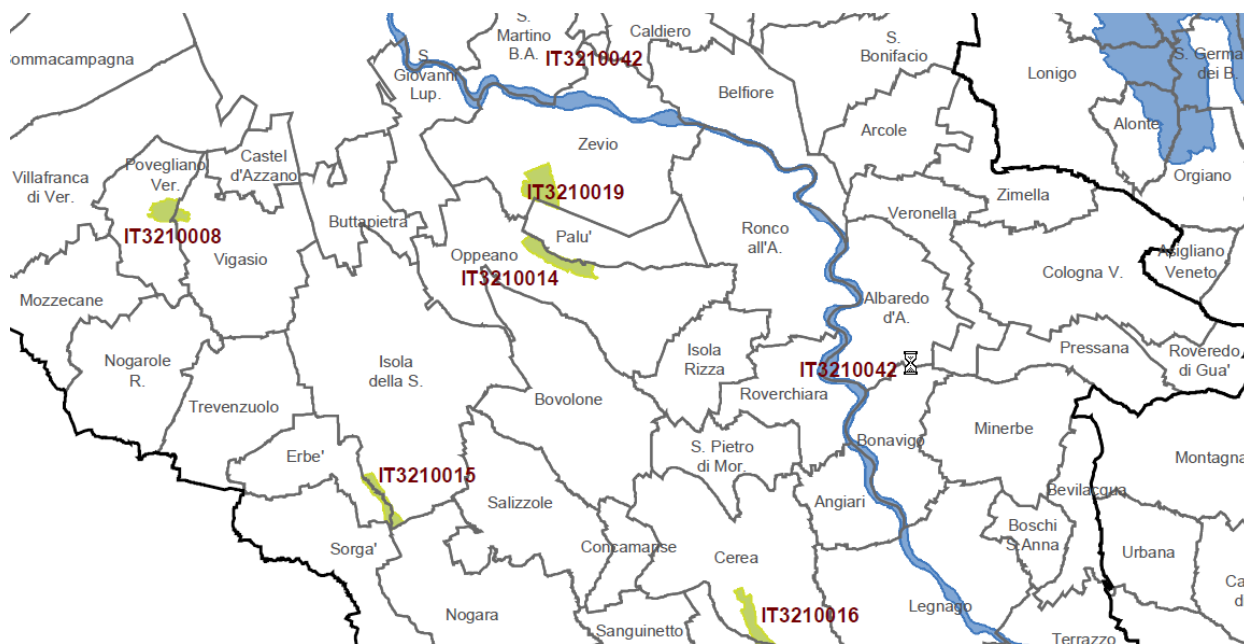 S.
Martino
B.A.
Caldiero
IT3210042
S.
Bonifacio
ommacampagna
S.
Giovanni
Lup.
Lonigo
S. Germa
dei B.
Belfiore
Alonte
Arcole
Zevio
Povegliano
Ver.
Castel
d'Azzano
Villafranca
di Ver.
Orgiano
IT3210019
Zimella
Veronella
Buttapietra
IT3210008
Palu'
Ronco
all'A.
Vigasio
Oppeano
IT3210014
Asigliano
Veneto
Cologna V.
Mozzecane
Albaredo
d'A.
Nogarole
R.
Isola
della S.
Isola
Rizza
Pressana
Roveredo
di Gua'
IT3210042
Roverchiara
Bovolone
Trevenzuolo
Minerbe
S. Pietro
di Mor.
Bonavigo
Erbe'
Montagna
IT3210015
Bevilacqua
Salizzole
Angiari
Boschi
S.Anna
Sorga'
Concamarise
Cerea
Urbana
Ca
d
Legnago
Nogara
IT3210016
Sanguinetto
Terrazzo